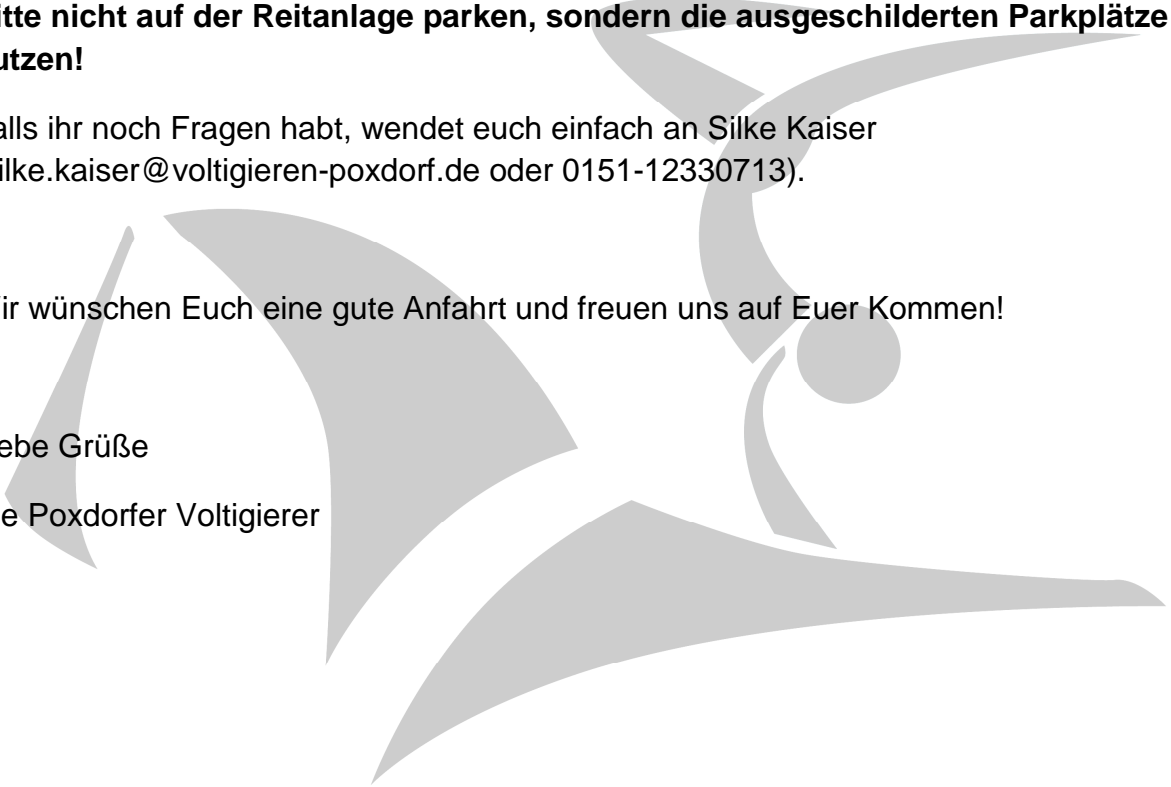 itte nicht auf der Reitanlage parken, sondern die ausgeschilderten Parkplätze
utzen!
alls ihr noch Fragen habt, wendet euch einfach an Silke Kaiser
ilke.kaiser@voltigieren-poxdorf.de oder 0151-12330713).
ir wünschen Euch eine gute Anfahrt und freuen uns auf Euer Kommen!
ebe Grüße
e Poxdorfer Voltigierer